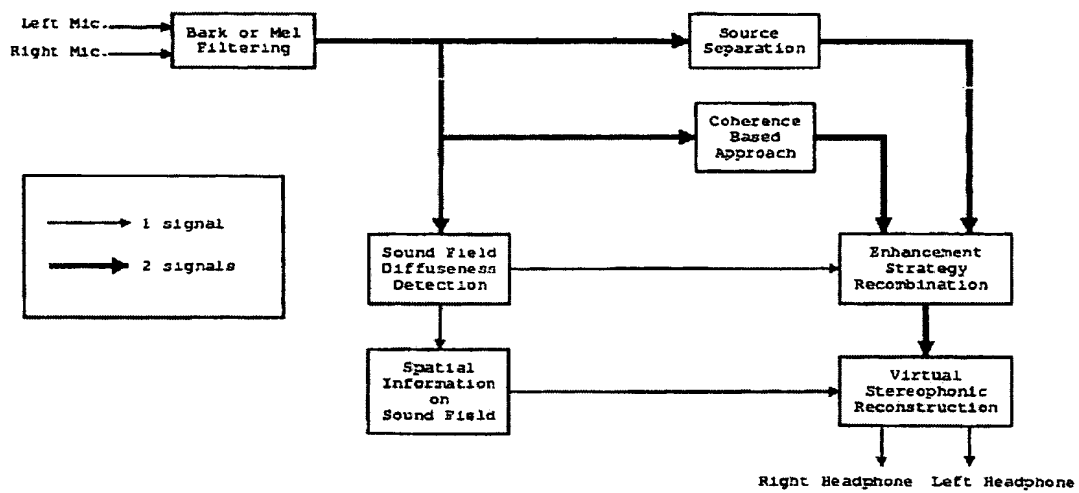 Left Mic.
Right Mic.
Bark or Mel
Filtering
Source
Separation
Coherence
Based
Approach
1 signal
2 signals
Sound Field
Diffuseness
Detection
Enhancement
Strategy
Recombination
Spatial
Information
on
Sound Field
Virtual
Stereophonic
Reconstruction
Right Headphone
Left Headphone